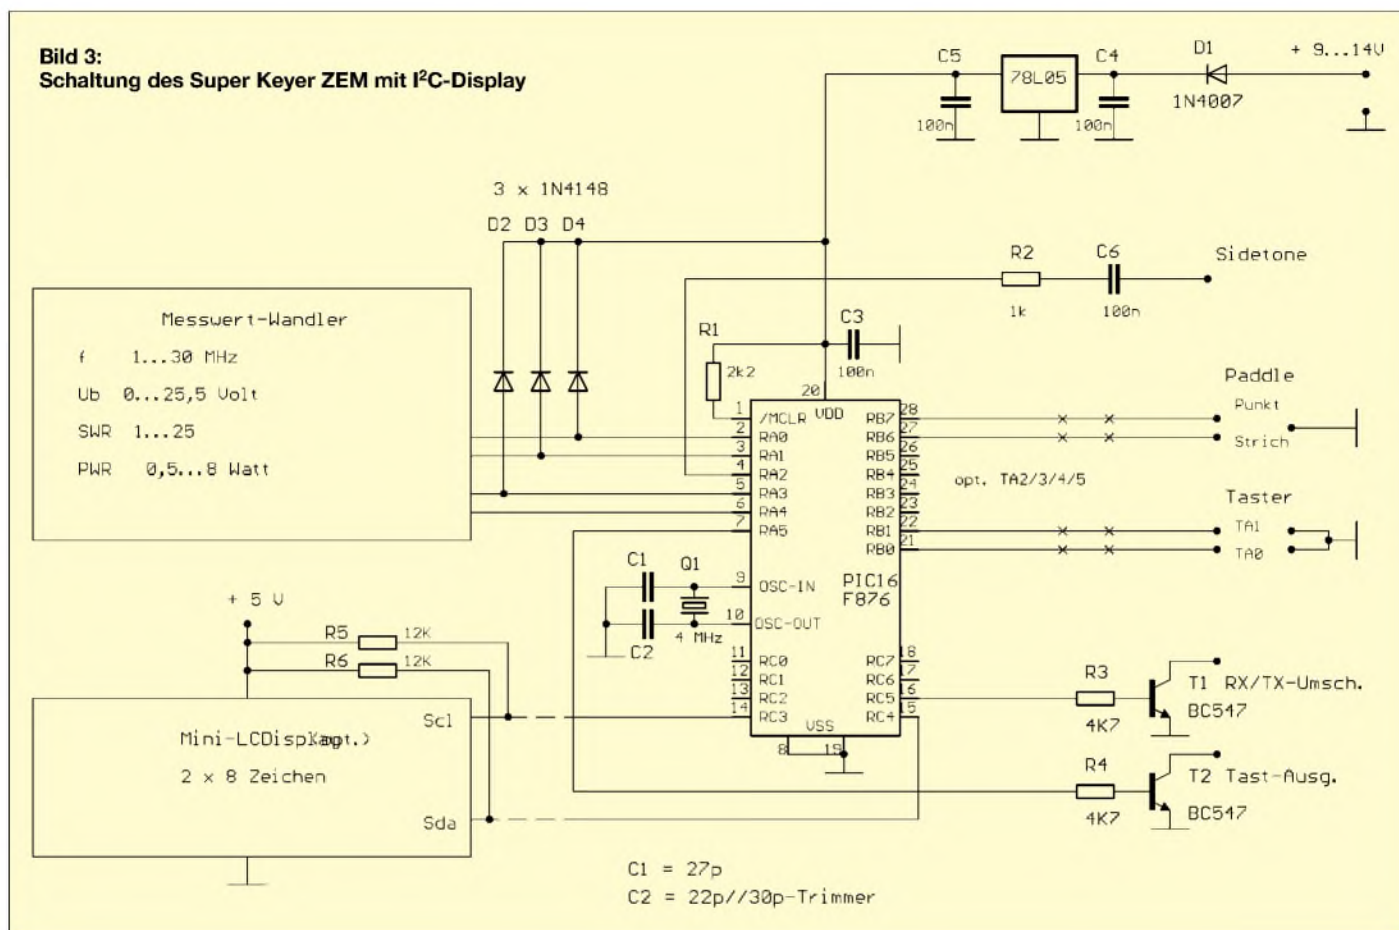 Bild 3:
Schaltung des Super Keyer ZEM mit I²C-Display
C5
C4
D1
+ 9...14V
78L05
1N4007
100n
100n
3 x 1N4148
D2 D3 D4
R2
C6
Sidetone
1k
100n
Messwert-Wandler
f 1...30 MHz
Ub 0...25,5 Volt
SWR 1...25
PWR 0,5...8 Watt
R1
2k2
C3
100n
20
VDD
1 /MCLR
2 RA0
3 RA1
4 RA2
5 RA3
6 RA4
7 RA5
9 OSC-IN
10 OSC-OUT
11 RC0
12 RC1
13 RC2
14 RC3
RB7 28
RB6 27
RB5 26
RB4 25
RB3 24
RB2 23
RB1 22
RB0 21
PIC16
F876
RC7 18
RC6 17
RC5 16
RC4 15
VSS
8 19
Paddle
Punkt
Strich
opt. TA2/3/4/5
Taster
TA1
TA0
C1
Q1
C2
4 MHz
+ 5 V
R5 12K
R6 12K
Scl
Mini-LCDisplay
2 x 8 Zeichen
Sda
R3
4K7
T1 RX/TX-Umsch.
BC547
R4
4K7
T2 Tast-Ausg.
BC547
C1 = 27p
C2 = 22p//30p-Trimmer